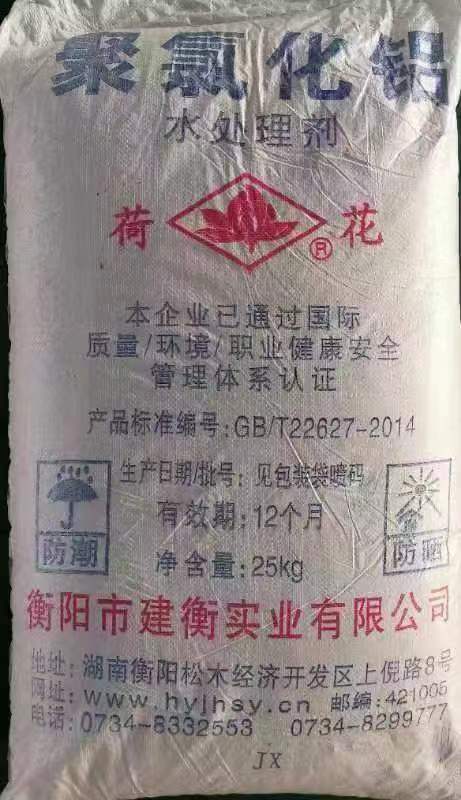 聚氯化铝
水处理剂
荷 花
®
本企业已通过国际
质量/环境/职业健康安全
管理体系认证
产品标准编号:GB/T22627-2014
生产日期/批号:见包装袋喷码
有效期:12个月
净含量:25kg
防潮
防晒
衡阳市建衡实业有限公司
地址:湖南衡阳松木经济开发区上倪路8号
网址:www.hyjhsy.cn 邮编:421005
电话:0734-8332553 0734-8299777
JX